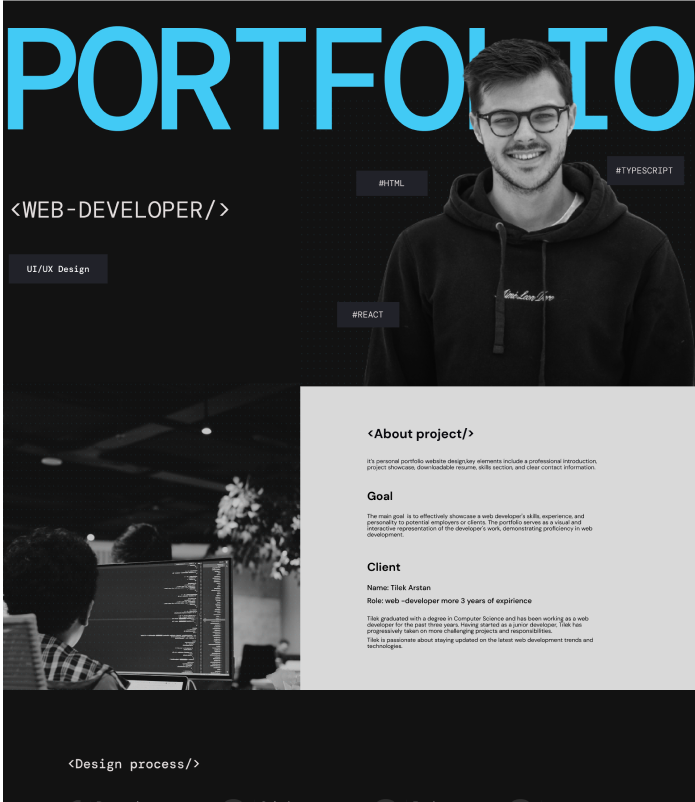 PORTFOLIO
#TYPESCRIPT
#HTML
<WEB-DEVELOPER/>
UI/UX Design
#REACT
<About project/>
it's personal portfolio website design,key elements include a professional introduction,
project showcase, downloadable resume, skills section, and clear contact information.
Goal
The main goal is to effectively showcase a web developer's skills, experience, and
personality to potential employers or clients. The portfolio serves as a visual and
interactive representation of the developer's work, demonstrating proficiency in web
development.
Client
Name: Tilek Arstan
Role: web -developer more 3 years of expirience
Tilek graduated with a degree in Computer Science and has been working as a web
developer for the past three years. Having started as a junior developer, Tilek has
progressively taken on more challenging projects and responsibilities.
Tilek is passionate about staying updated on the latest web development trends and
technologies.
<Design process/>